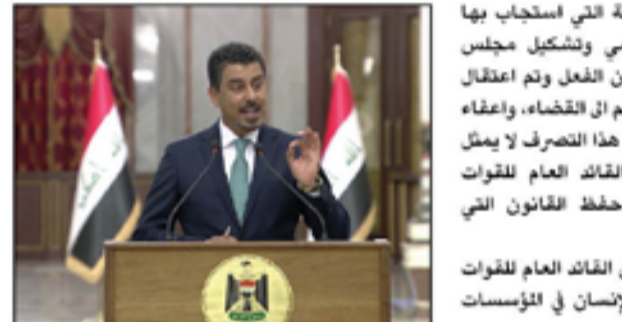 ة التي استجاب بها
مي وتشكيل مجلس
ن الفعل وتم اعتقال
م الى القضاء، واعفاء
هذا التصرف لا يمثل
القائد العام للقوات
حفظ القانون التي
ي القائد العام للقوات
لإنسان في المؤسسات